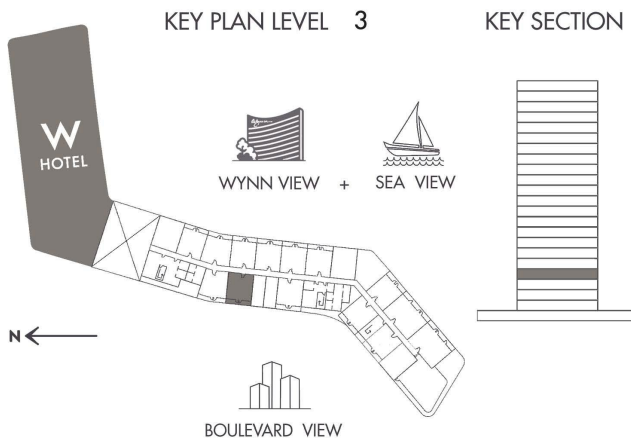 KEY PLAN LEVEL 3
KEY SECTION
W
HOTEL
WYNN VIEW + SEA VIEW
N
BOULEVARD VIEW